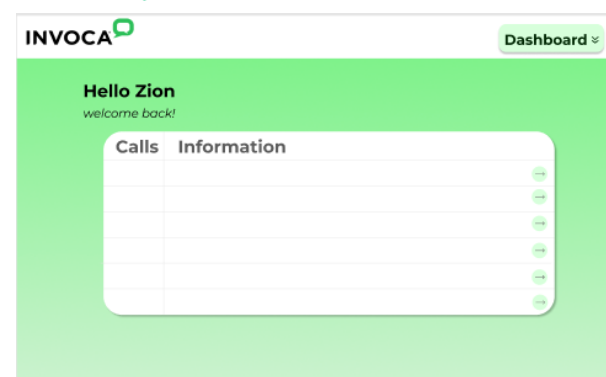 INVOCA
Dashboard
Hello Zion
welcome back!
Calls Information